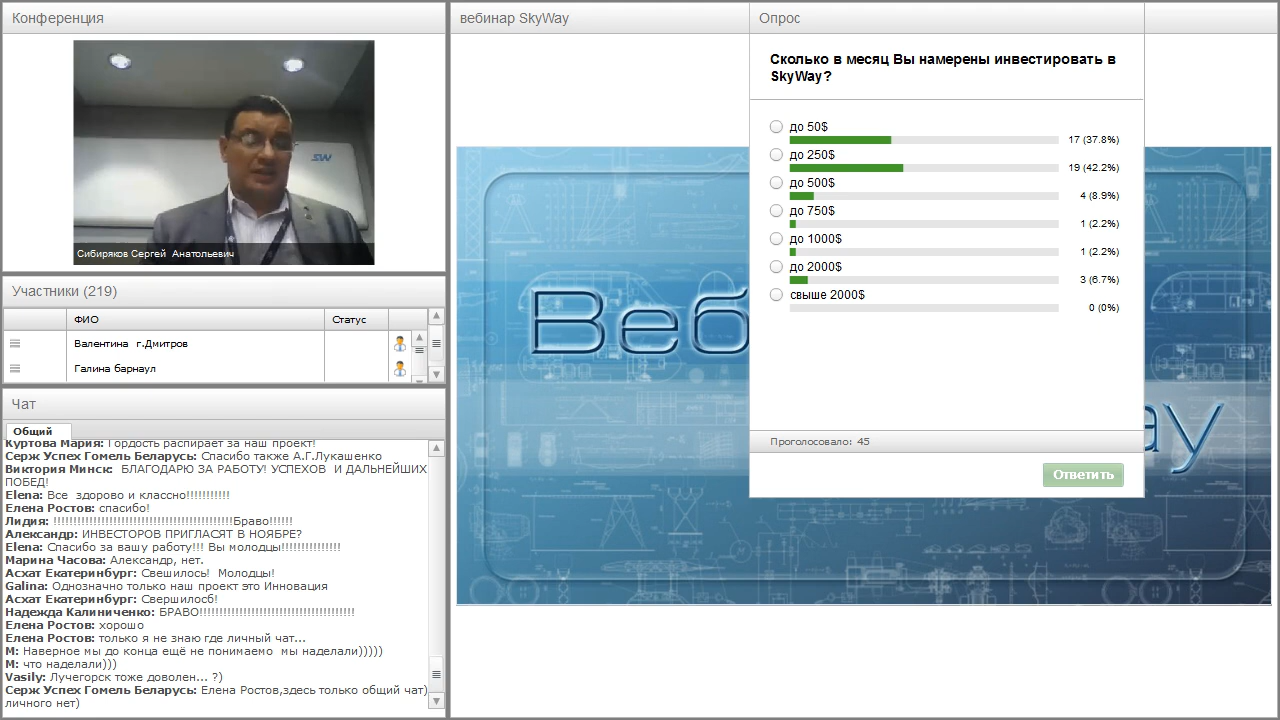 Конференция
SW
Сибиряков Сергей Анатольевич
Участники (219)
ФИО Статус
Валентина г.Дмитров
Галина барнаул
Чат
Общий
Куртова Мария: Гордость распирает за наш проект!
Серж Успех Гомель Беларусь: Спасибо также А.Г.Лукашенко
Виктория Минск: БЛАГОДАРЮ ЗА РАБОТУ! УСПЕХОВ И ДАЛЬНЕЙШИХ
ПОБЕД!
Elena: Все здорово и классно!!!!!!!!!!!
Елена Ростов: спасибо!
Лидия: !!!!!!!!!!!!!!!!!!!!!!!!!!!!!!!!!!!!!!!!!!!!!Браво!!!!!!
Александр: ИНВЕСТОРОВ ПРИГЛАСЯТ В НОЯБРЕ?
Elena: Спасибо за вашу работу!!! Вы молодцы!!!!!!!!!!!!!!!
Марина Часова: Александр, нет.
Асхат Екатеринбург: Свешилось! Молодцы!
Galina: Однозначно только наш проект это Инновация
Асхат Екатеринбург: Свершилосб!
Надежда Калиниченко: БРАВО!!!!!!!!!!!!!!!!!!!!!!!!!!!!!!!!!!!!!!!
Елена Ростов: хорошо
Елена Ростов: только я не знаю где личный чат...
М: Наверное мы до конца ещё не понимаемо мы наделали)))))
М: что наделали)))
Vasily: Лучегорск тоже доволен... ?)
Серж Успех Гомель Беларусь: Елена Ростов,здесь только общий чат)
личного нет)
вебинар SkyWay
Веб
ay
Опрос
Сколько в месяц Вы намерены инвестировать в
SkyWay?
до 50$
17 (37.8%)
до 250$
19 (42.2%)
до 500$
4 (8.9%)
до 750$
1 (2.2%)
до 1000$
1 (2.2%)
до 2000$
3 (6.7%)
свыше 2000$
0 (0%)
Проголосовало: 45
Ответить